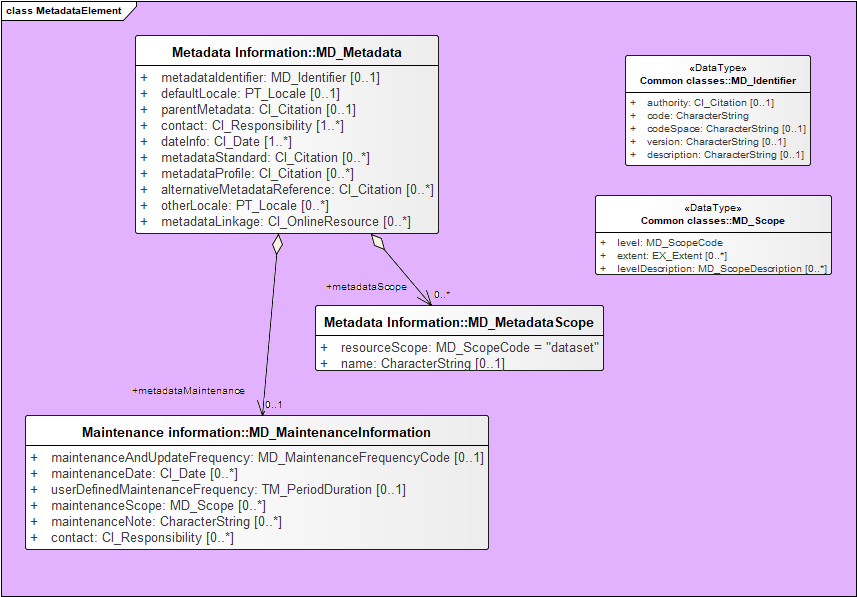 class MetadataElement
Metadata Information::MD_Metadata
+ metadataIdentifier: MD_Identifier [0..1]
+ defaultLocale: PT_Locale [0..1]
+ parentMetadata: CI_Citation [0..1]
+ contact: CI_Responsibility [1..*]
+ dateInfo: CI_Date [1..*]
+ metadataStandard: CI_Citation [0..*]
+ metadataProfile: CI_Citation [0..*]
+ alternativeMetadataReference: CI_Citation [0..*]
+ otherLocale: PT_Locale [0..*]
+ metadataLinkage: CI_OnlineResource [0..*]
«DataType»
Common classes::MD_Identifier
+ authority: CI_Citation [0..1]
+ code: CharacterString
+ codeSpace: CharacterString [0..1]
+ version: CharacterString [0..1]
+ description: CharacterString [0..1]
«DataType»
Common classes::MD_Scope
+ level: MD_ScopeCode
+ extent: EX_Extent [0..*]
+ levelDescription: MD_ScopeDescription [0..*]
+metadataScope
0..*
Metadata Information::MD_MetadataScope
+ resourceScope: MD_ScopeCode = "dataset"
+ name: CharacterString [0..1]
+metadataMaintenance
0..1
Maintenance information::MD_MaintenanceInformation
+ maintenanceAndUpdateFrequency: MD_MaintenanceFrequencyCode [0..1]
+ maintenanceDate: CI_Date [0..*]
+ userDefinedMaintenanceFrequency: TM_PeriodDuration [0..1]
+ maintenanceScope: MD_Scope [0..*]
+ maintenanceNote: CharacterString [0..*]
+ contact: CI_Responsibility [0..*]